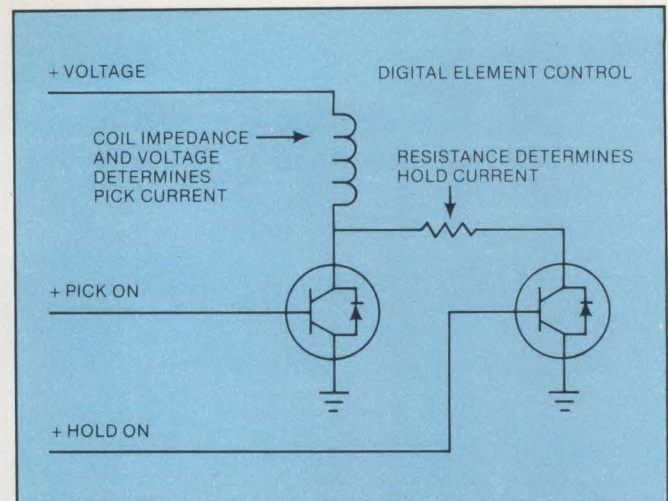 + VOLTAGE
DIGITAL ELEMENT CONTROL
COIL IMPEDANCE
AND VOLTAGE
DETERMINES
PICK CURRENT
RESISTANCE DETERMINES
HOLD CURRENT
+ PICK ON
+ HOLD ON